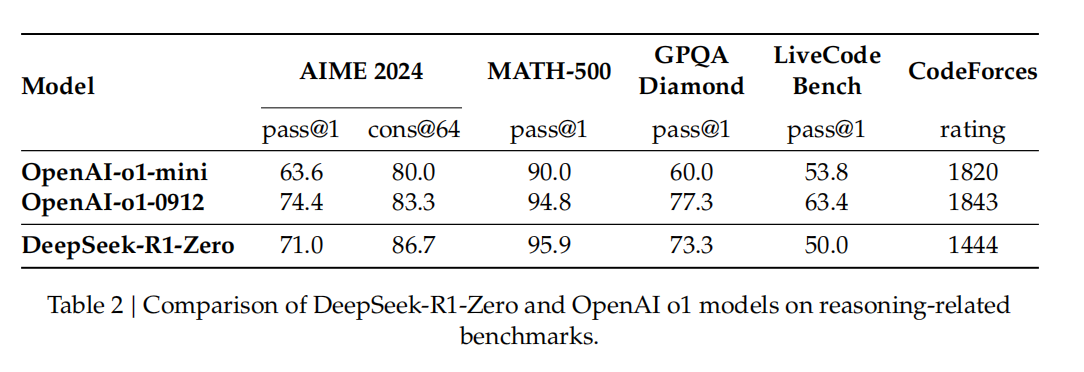 Model AIME 2024 MATH-500 GPQA Diamond LiveCode Bench CodeForces
pass@1 cons@64 pass@1 pass@1 pass@1 rating
OpenAI-o1-mini 63.6 80.0 90.0 60.0 53.8 1820
OpenAI-o1-0912 74.4 83.3 94.8 77.3 63.4 1843
DeepSeek-R1-Zero 71.0 86.7 95.9 73.3 50.0 1444
Table 2 | Comparison of DeepSeek-R1-Zero and OpenAI o1 models on reasoning-related
benchmarks.